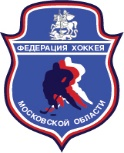 ФЕДЕРАЦИЯ ХОККЕЯ
МОСКОВСКОЙ ОБЛАСТИ